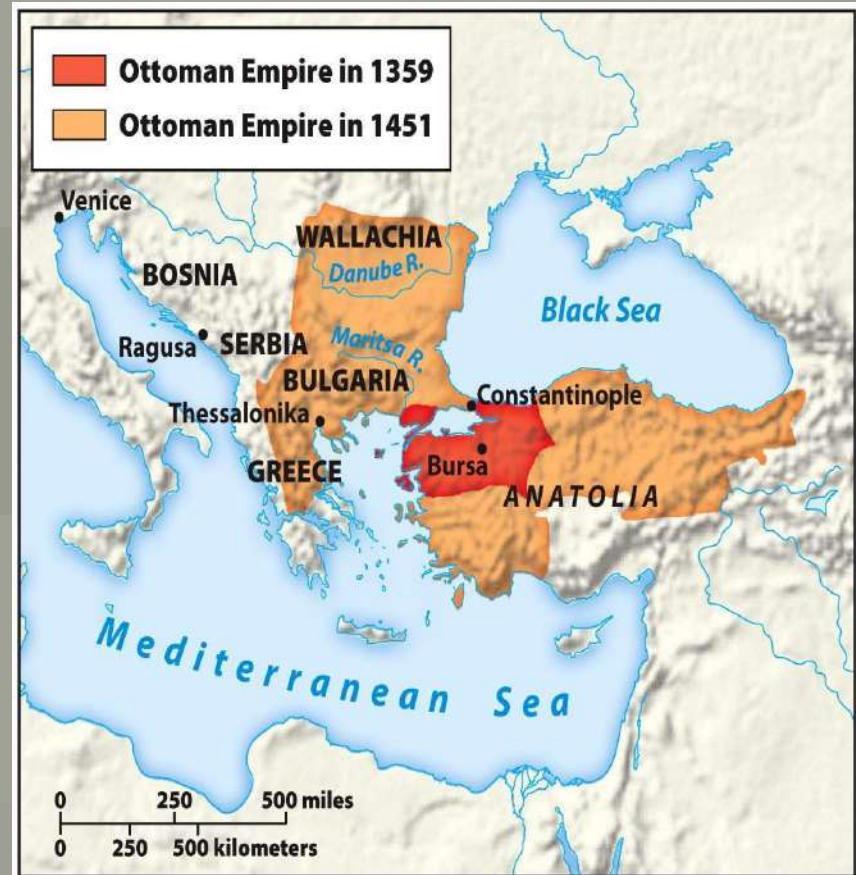 Ottoman Empire in 1359
Ottoman Empire in 1451
Venice
WALLACHIA
Danube R.
BOSNIA
Black Sea
Ragusa
SERBIA
Maritsa R.
BULGARIA
Constantinople
Thessalonika
Bursa
GREECE
ANATOLIA
Mediterranean Sea
0 250 500 miles
0 250 500 kilometers